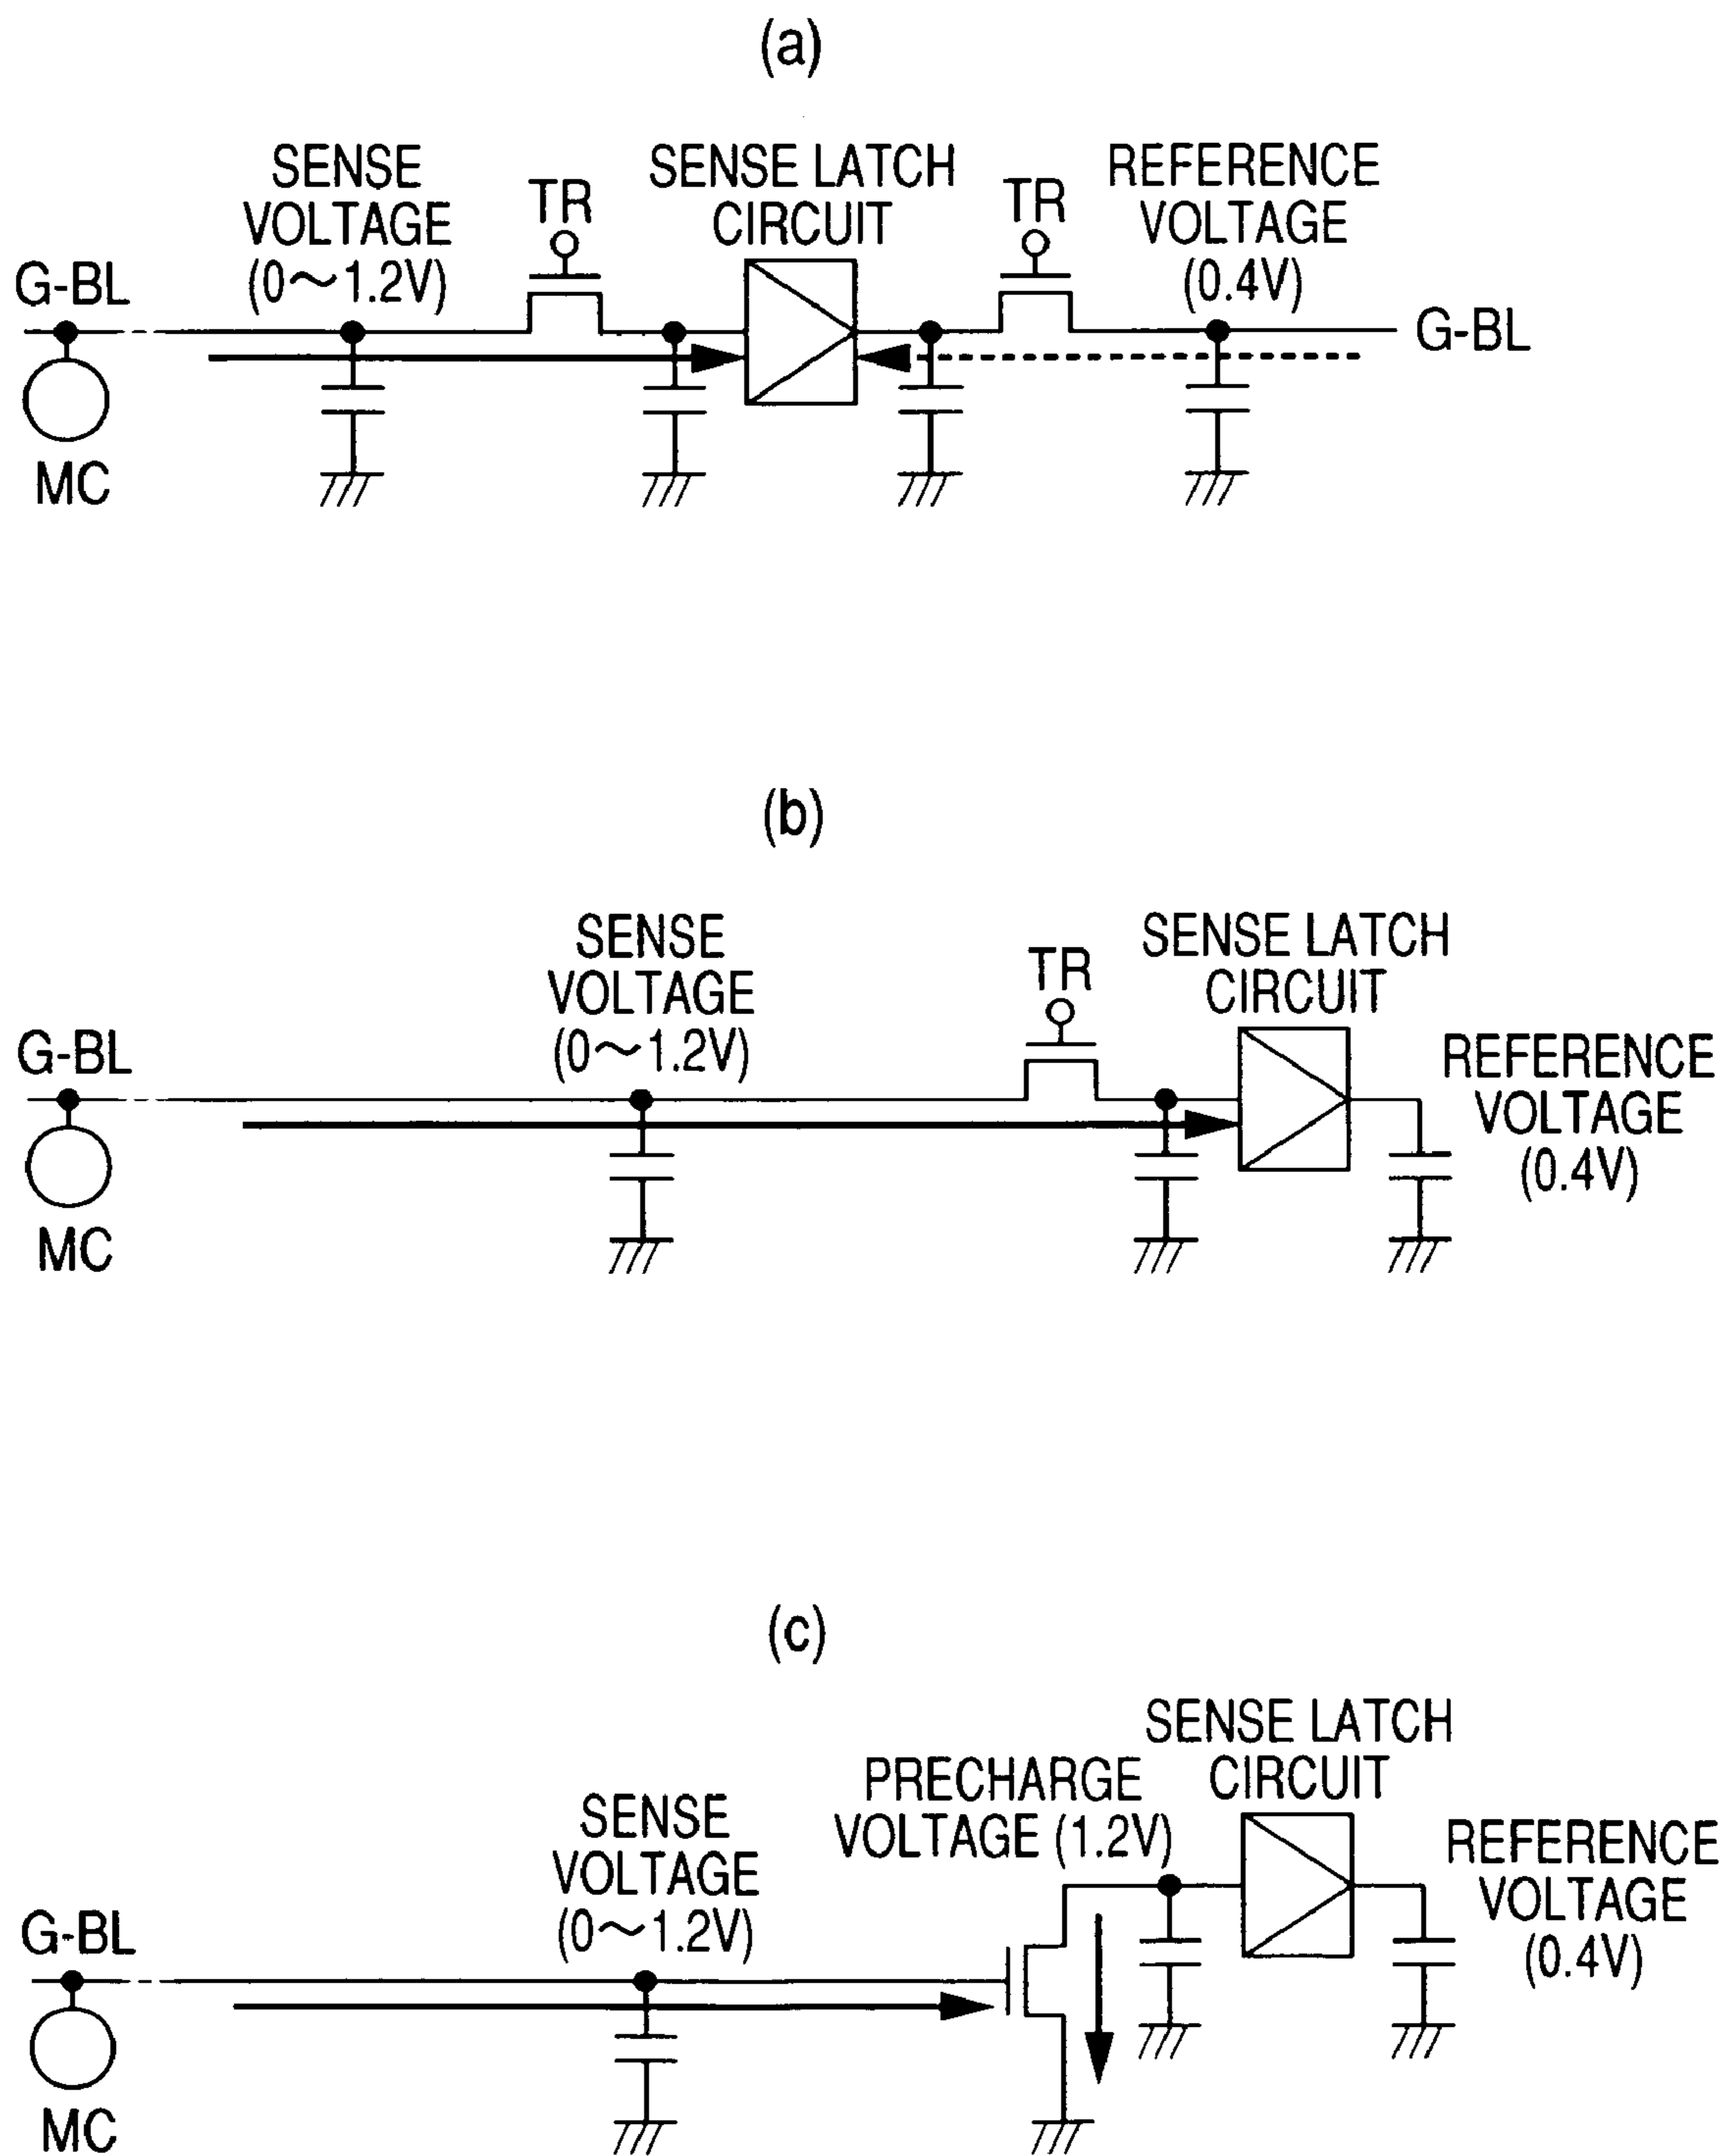 (a)
SENSE
VOLTAGE
(0～1.2V)
TR
SENSE LATCH
CIRCUIT
TR
REFERENCE
VOLTAGE
(0.4V)
G-BL
G-BL
MC
(b)
SENSE
VOLTAGE
(0～1.2V)
TR
SENSE LATCH
CIRCUIT
REFERENCE
VOLTAGE
(0.4V)
G-BL
MC
(c)
SENSE
VOLTAGE
(0～1.2V)
PRECHARGE
VOLTAGE (1.2V)
SENSE LATCH
CIRCUIT
REFERENCE
VOLTAGE
(0.4V)
G-BL
MC